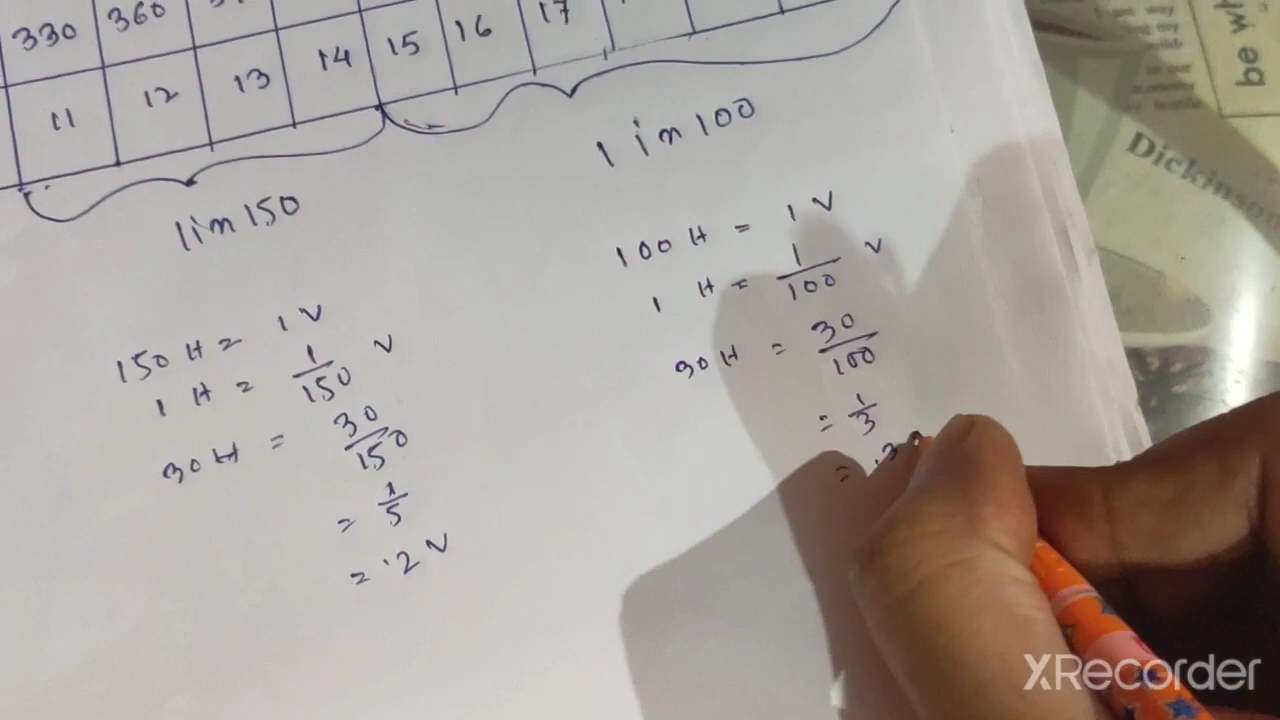 330 360
11 12 13 14 15 16 17
1 in 150
1 in 100
150 H = 1 V
1 H = 1/150 V
30 H = 30/150
= 1/5
= .2 V
100 H = 1 V
1 H = 1/100 V
30 H = 30/100
= 1/3
= .3
be wh
Dickinson
XRecorder